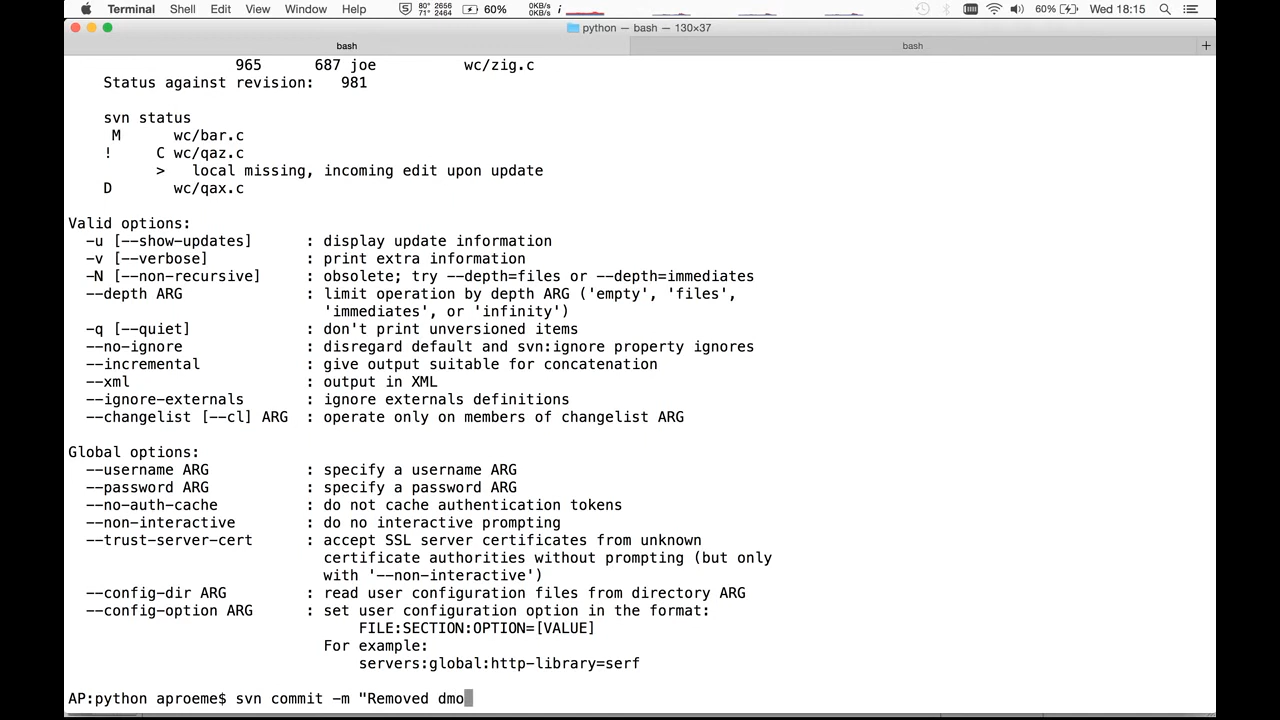 Terminal Shell Edit View Window Help 80° 2656 71° 2464 60% 0KB/s 0KB/s 60% Wed 18:15
python — bash — 130×37
bash bash +
965 687 joe wc/zig.c
Status against revision: 981
svn status
M wc/bar.c
! C wc/qaz.c
> local missing, incoming edit upon update
D wc/qax.c
Valid options:
-u [--show-updates] : display update information
-v [--verbose] : print extra information
-N [--non-recursive] : obsolete; try --depth=files or --depth=immediates
--depth ARG : limit operation by depth ARG ('empty', 'files',
'immediates', or 'infinity')
-q [--quiet] : don't print unversioned items
--no-ignore : disregard default and svn:ignore property ignores
--incremental : give output suitable for concatenation
--xml : output in XML
--ignore-externals : ignore externals definitions
--changelist [--cl] ARG : operate only on members of changelist ARG
Global options:
--username ARG : specify a username ARG
--password ARG : specify a password ARG
--no-auth-cache : do not cache authentication tokens
--non-interactive : do no interactive prompting
--trust-server-cert : accept SSL server certificates from unknown
certificate authorities without prompting (but only
with '--non-interactive')
--config-dir ARG : read user configuration files from directory ARG
--config-option ARG : set user configuration option in the format:
FILE:SECTION:OPTION=[VALUE]
For example:
servers:global:http-library=serf
AP:python aproeme$ svn commit -m "Removed dmo